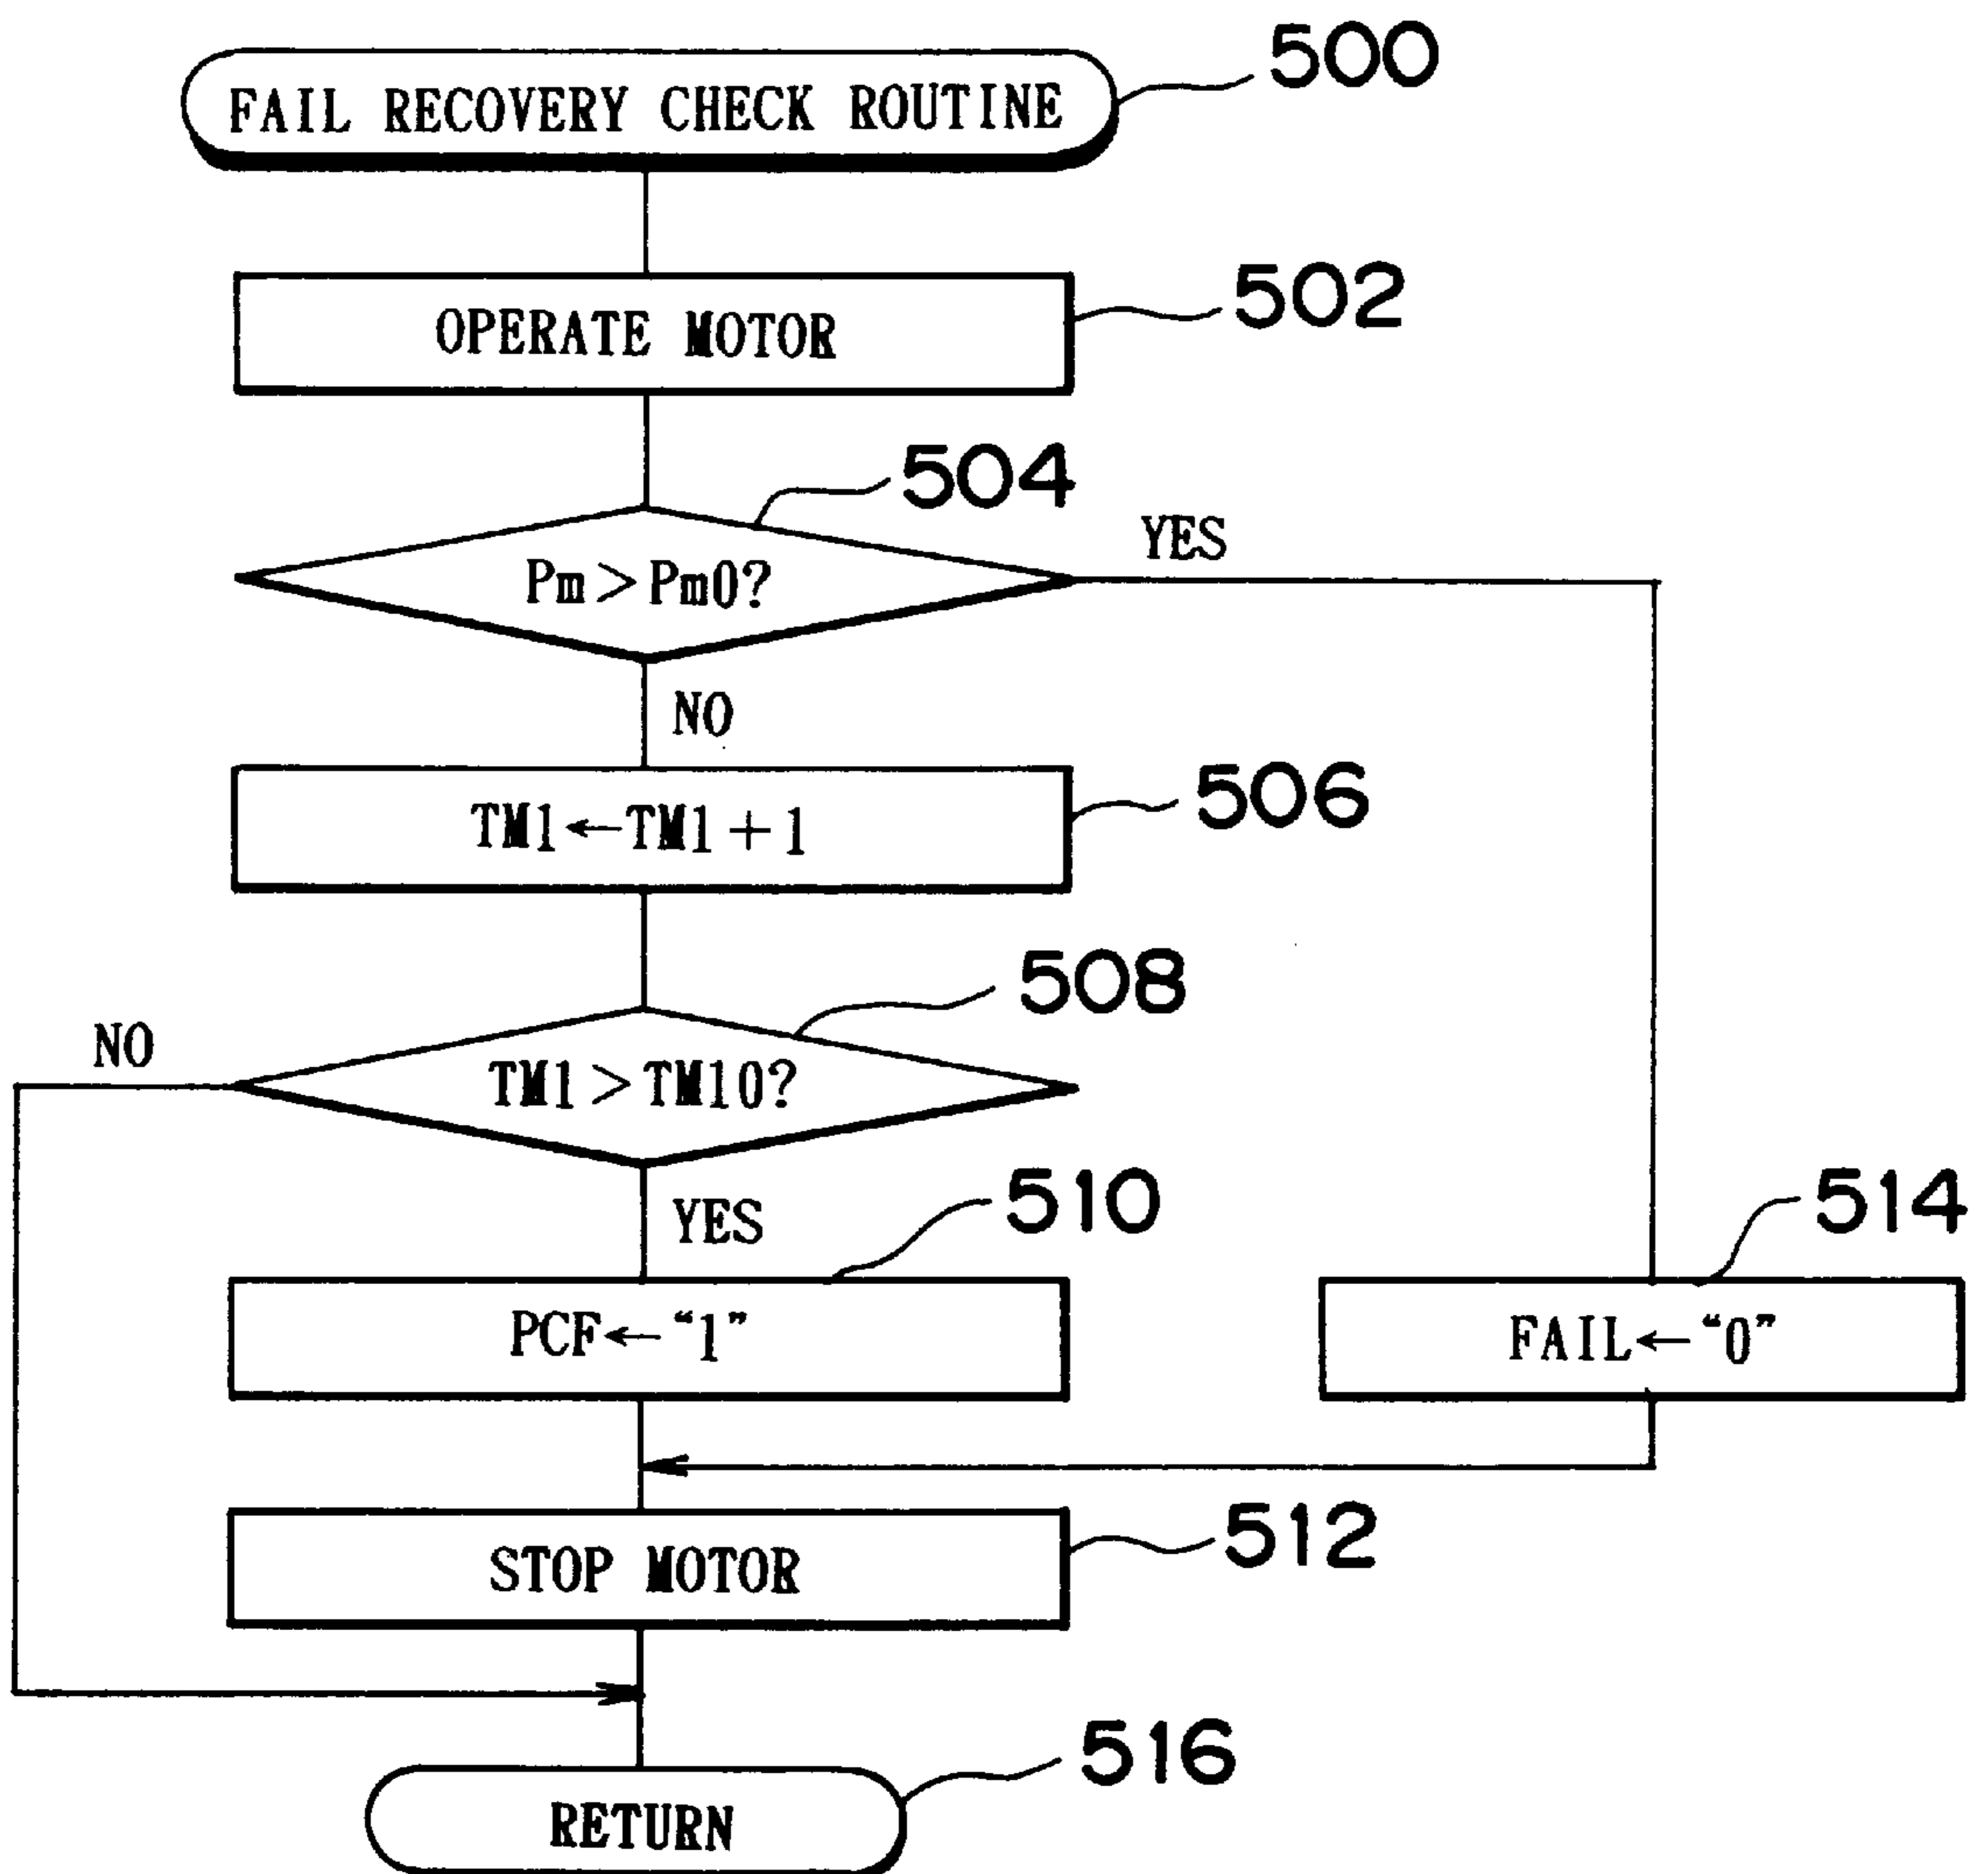 FAIL RECOVERY CHECK ROUTINE
500
OPERATE MOTOR
502
504
Pm>Pm0?
YES
NO
TM1←TM1+1
506
508
NO
TM1>TM10?
YES
510
514
PCF←“1”
FAIL←“0”
STOP MOTOR
512
516
RETURN